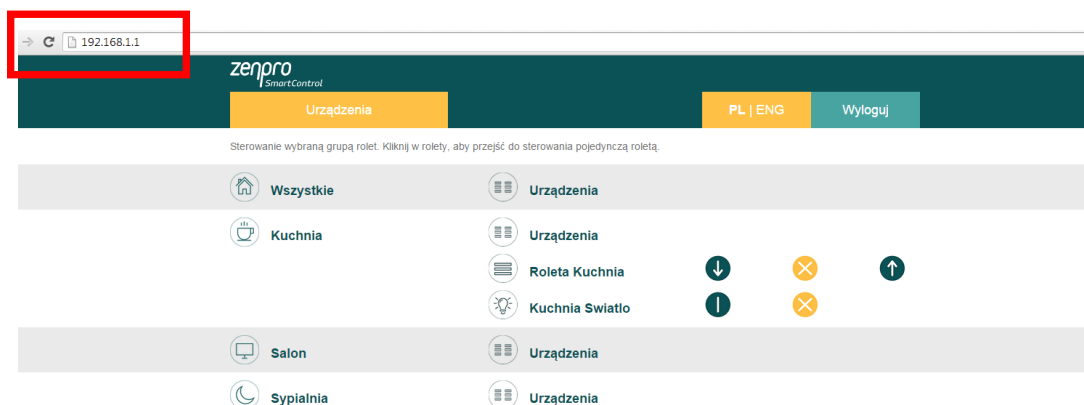 192.168.1.1
zenpro
SmartControl
Urządzenia
PL | ENG
Wyloguj
Sterowanie wybraną grupą rolet. Kliknij w rolety, aby przejść do sterowania pojedynczą roletą.
Wszystkie
Urządzenia
Kuchnia
Urządzenia
Roleta Kuchnia
Kuchnia Swiatlo
Salon
Urządzenia
Sypialnia
Urządzenia